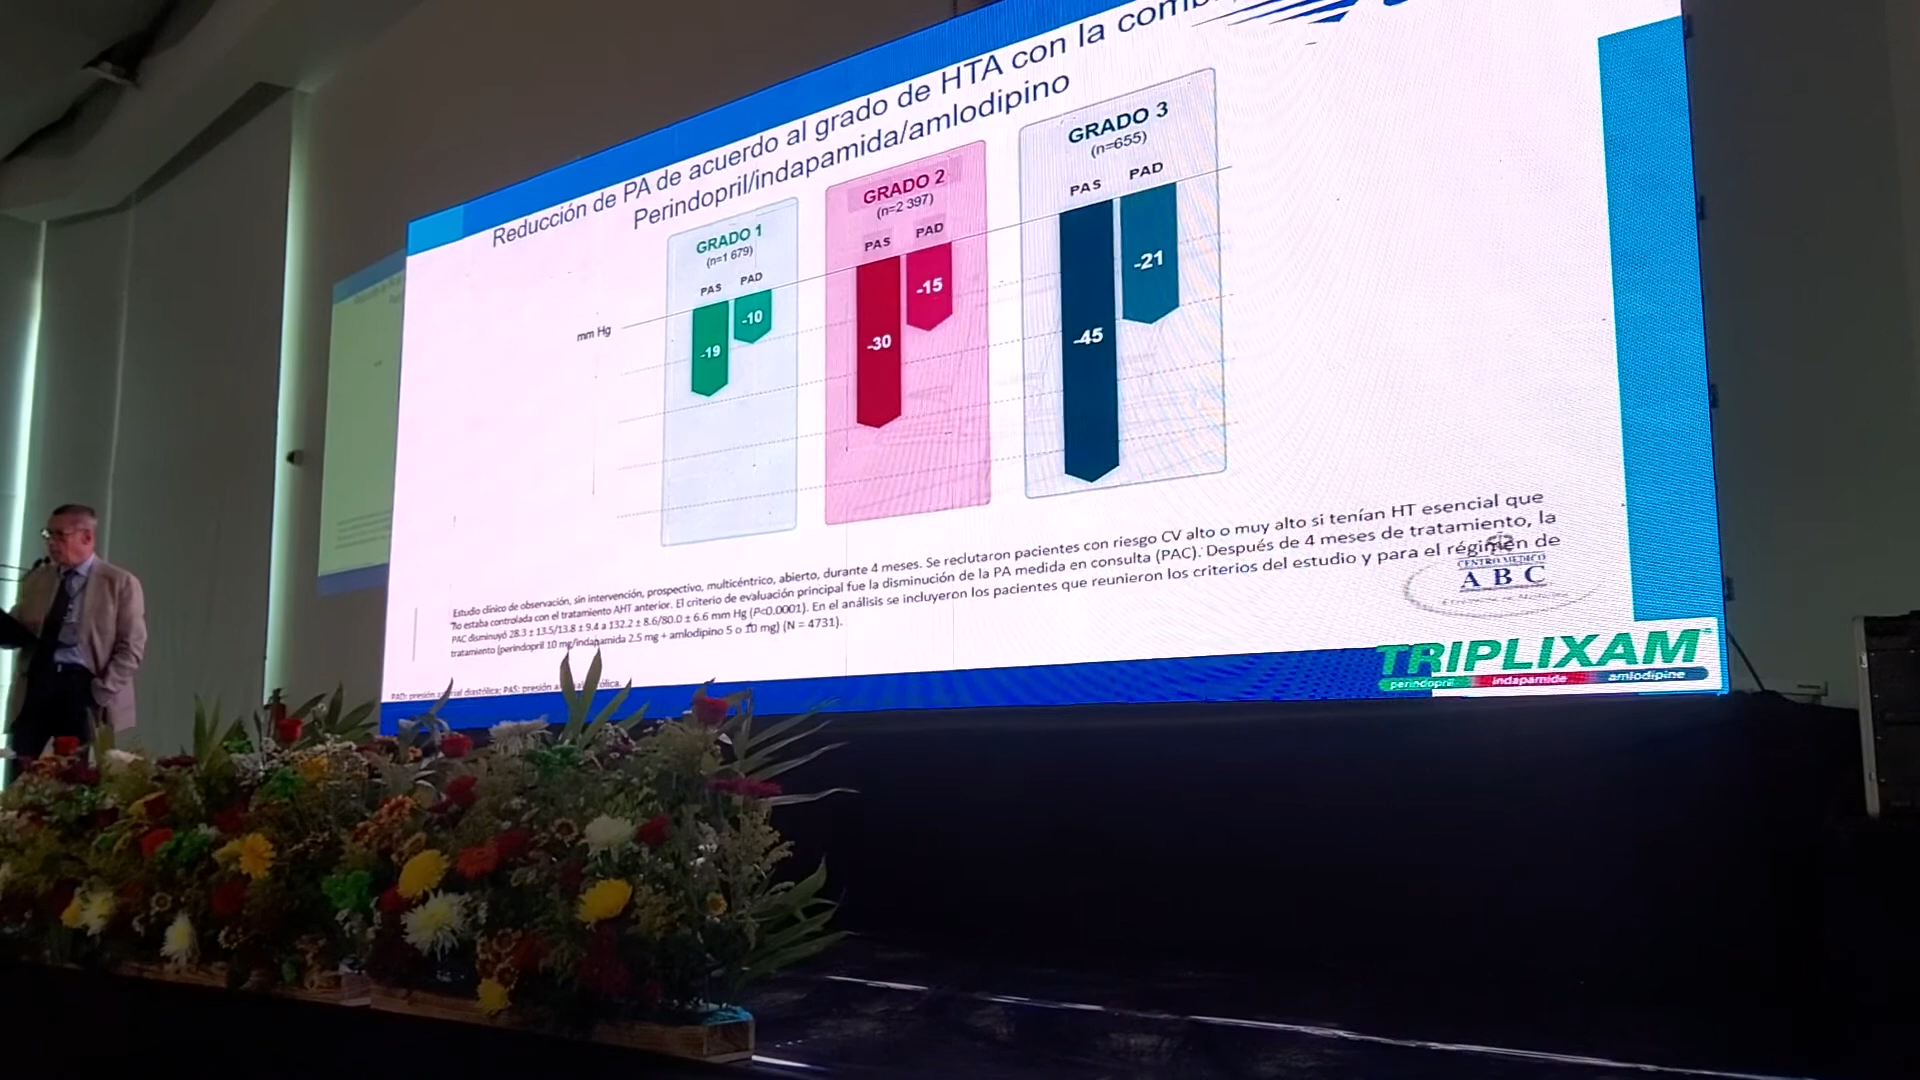 Reducción de PA de acuerdo al grado de HTA con la
Perindopril/indapamida/amlodipino
GRADO 1
(n=1 679)
PAS PAD
-19
-10
GRADO 2
(n=2 397)
PAS PAD
-30
-15
GRADO 3
(n=655)
PAS PAD
-45
-21
mm Hg
Estudio clínico de observación, sin intervención, prospectivo, multicéntrico, abierto, durante 4 meses. Se reclutaron pacientes con riesgo CV alto o muy alto si tenían HT esencial que
no estaba controlada con el tratamiento AHT anterior. El criterio de evaluación principal fue la disminución de la PA medida en consulta (PAC). Después de 4 meses de tratamiento, la
PAC disminuyó 28.3 ± 13.5/13.8 ± 9.4 a 132.2 ± 8.6/80.0 ± 6.6 mm Hg (P<0.0001). En el análisis se incluyeron los pacientes que reunieron los criterios del estudio y para el régimen de
tratamiento (perindopril 10 mg/indapamida 2.5 mg + amlodipino 5 o 10 mg) (N = 4731).
CENTRO MEDICO
ABC
PAD: presión diastólica; PAS: presión
TRIPLIXAM
perindopril indapamide amlodipine